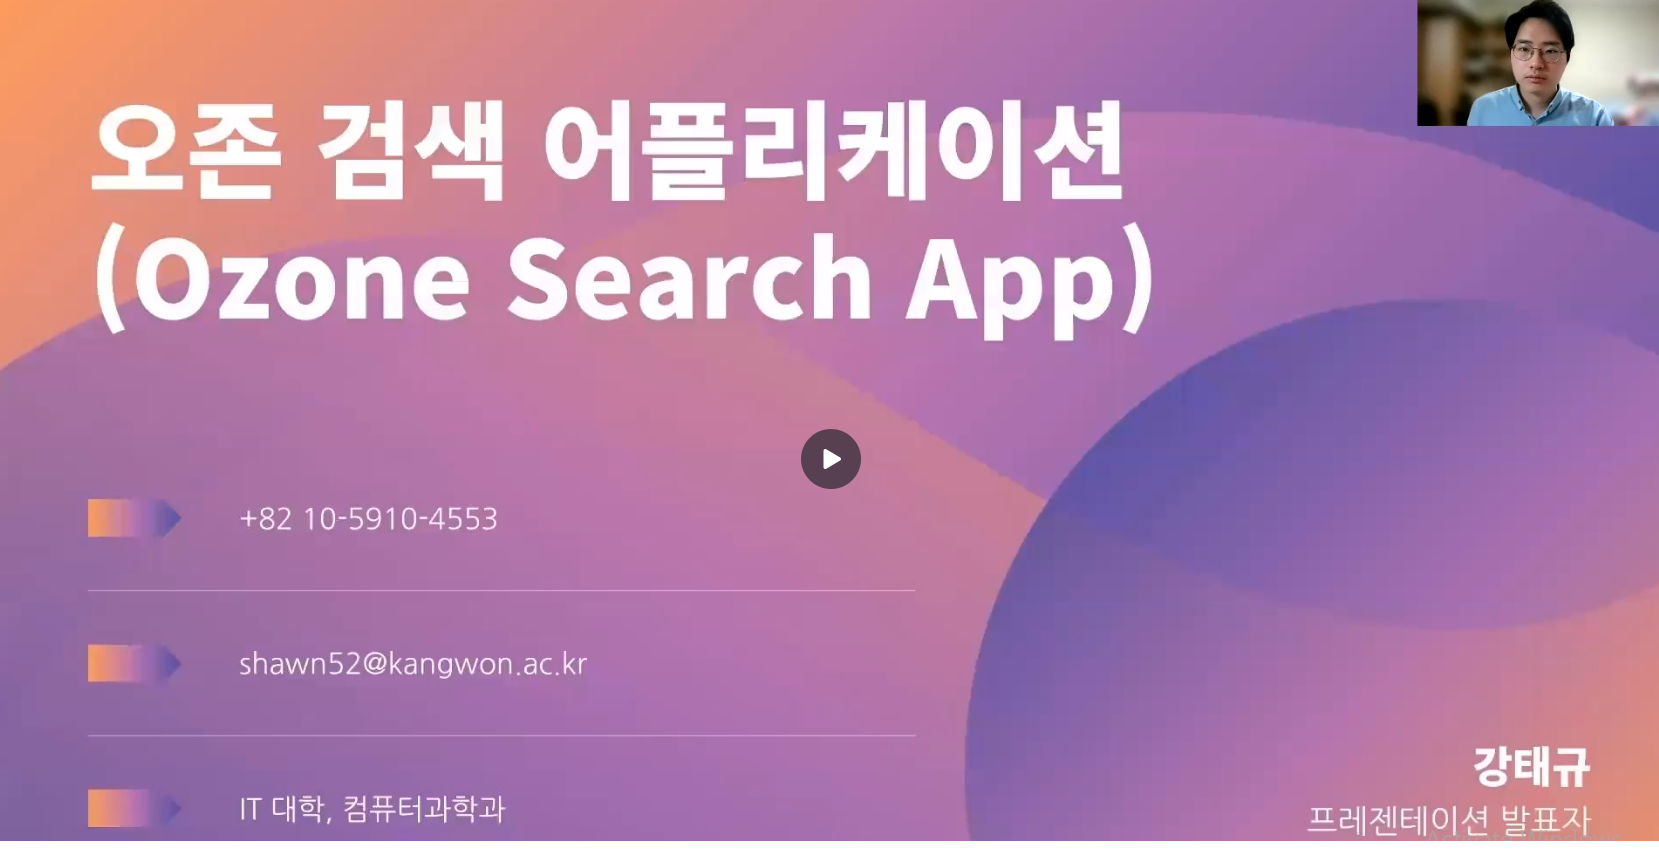 오존 검색 어플리케이션
(Ozone Search App)
+82 10-5910-4553
shawn52@kangwon.ac.kr
IT 대학, 컴퓨터과학과
강태규
프레젠테이션 발표자
Activate Windows